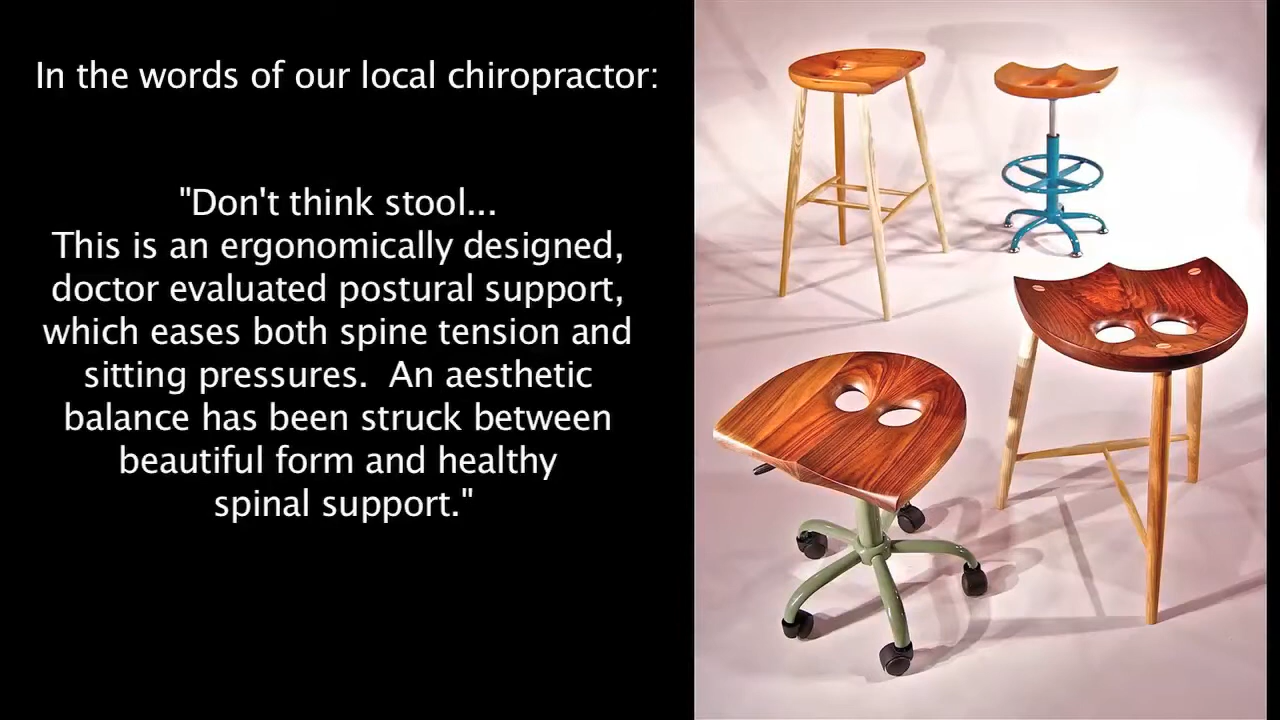 In the words of our local chiropractor:
"Don't think stool...
This is an ergonomically designed,
doctor evaluated postural support,
which eases both spine tension and
sitting pressures.  An aesthetic
balance has been struck between
beautiful form and healthy
spinal support."